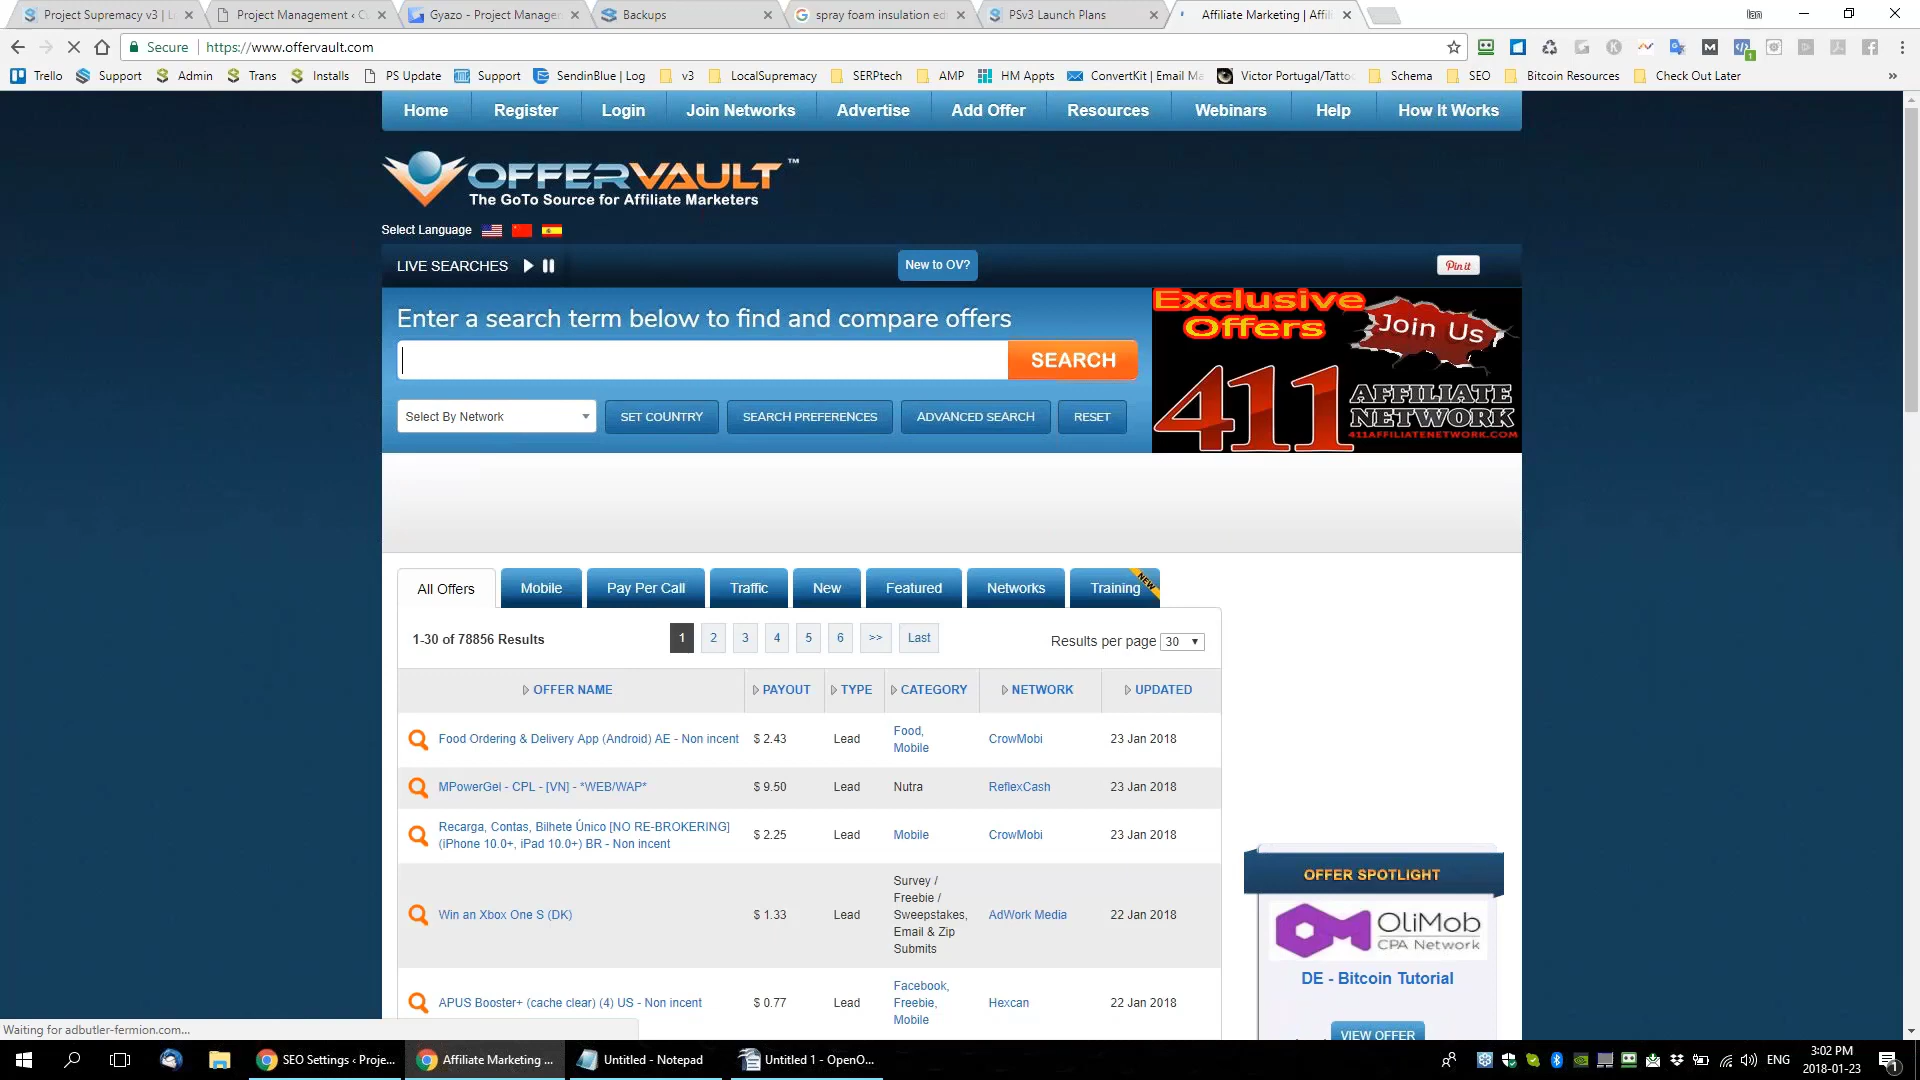 Project Supremacy v3 | L
Project Management ‹ C
Gyazo - Project Manage
Backups
spray foam insulation ed
PSv3 Launch Plans
Affiliate Marketing | Affil
Ian
Secure
https://www.offervault.com
Trello
Support
Admin
Trans
Installs
PS Update
Support
SendinBlue | Log
v3
LocalSupremacy
SERPtech
AMP
HM Appts
ConvertKit | Email Ma
Victor Portugal/Tattoo
Schema
SEO
Bitcoin Resources
Check Out Later
»
Home
Register
Login
Join Networks
Advertise
Add Offer
Resources
Webinars
Help
How It Works
OFFERVAULT™
The GoTo Source for Affiliate Marketers
Select Language
LIVE SEARCHES
New to OV?
Pin it
Enter a search term below to find and compare offers
SEARCH
Select By Network
SET COUNTRY
SEARCH PREFERENCES
ADVANCED SEARCH
RESET
Exclusive
Offers
Join Us
411
AFFILIATE
NETWORK
411AFFILIATENETWORK.COM
All Offers
Mobile
Pay Per Call
Traffic
New
Featured
Networks
Training
NEW
1-30 of 78856 Results
1 2 3 4 5 6 >> Last
Results per page 30
OFFER NAME
PAYOUT
TYPE
CATEGORY
NETWORK
UPDATED
Food Ordering & Delivery App (Android) AE - Non incent
$ 2.43
Lead
Food,
Mobile
CrowMobi
23 Jan 2018
MPowerGel - CPL - [VN] - *WEB/WAP*
$ 9.50
Lead
Nutra
ReflexCash
23 Jan 2018
Recarga, Contas, Bilhete Único [NO RE-BROKERING]
(iPhone 10.0+, iPad 10.0+) BR - Non incent
$ 2.25
Lead
Mobile
CrowMobi
23 Jan 2018
Win an Xbox One S (DK)
$ 1.33
Lead
Survey /
Freebie /
Sweepstakes,
Email & Zip
Submits
AdWork Media
22 Jan 2018
APUS Booster+ (cache clear) (4) US - Non incent
$ 0.77
Lead
Facebook,
Freebie,
Mobile
Hexcan
22 Jan 2018
OFFER SPOTLIGHT
OliMob
CPA Network
DE - Bitcoin Tutorial
VIEW OFFER
Waiting for adbutler-fermion.com...
SEO Settings ‹ Proje...
Affiliate Marketing ...
Untitled - Notepad
Untitled 1 - OpenO...
ENG
3:02 PM
2018-01-23